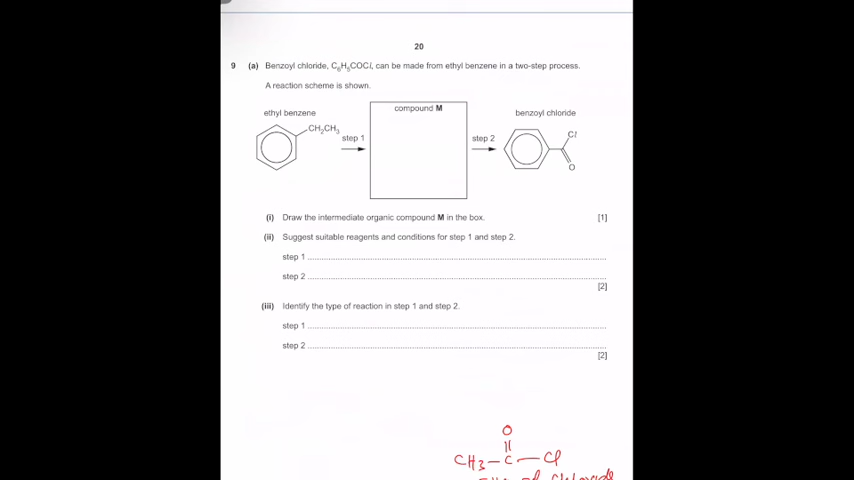 20
9 (a) Benzoyl chloride, C₆H₅COCl, can be made from ethyl benzene in a two-step process.
A reaction scheme is shown.
ethyl benzene
compound M
benzoyl chloride
CH₂CH₃
step 1
step 2
Cl
O
(i) Draw the intermediate organic compound M in the box. [1]
(ii) Suggest suitable reagents and conditions for step 1 and step 2.
step 1
step 2
[2]
(iii) Identify the type of reaction in step 1 and step 2.
step 1
step 2
[2]
O
CH₃–C–Cl
Chloride